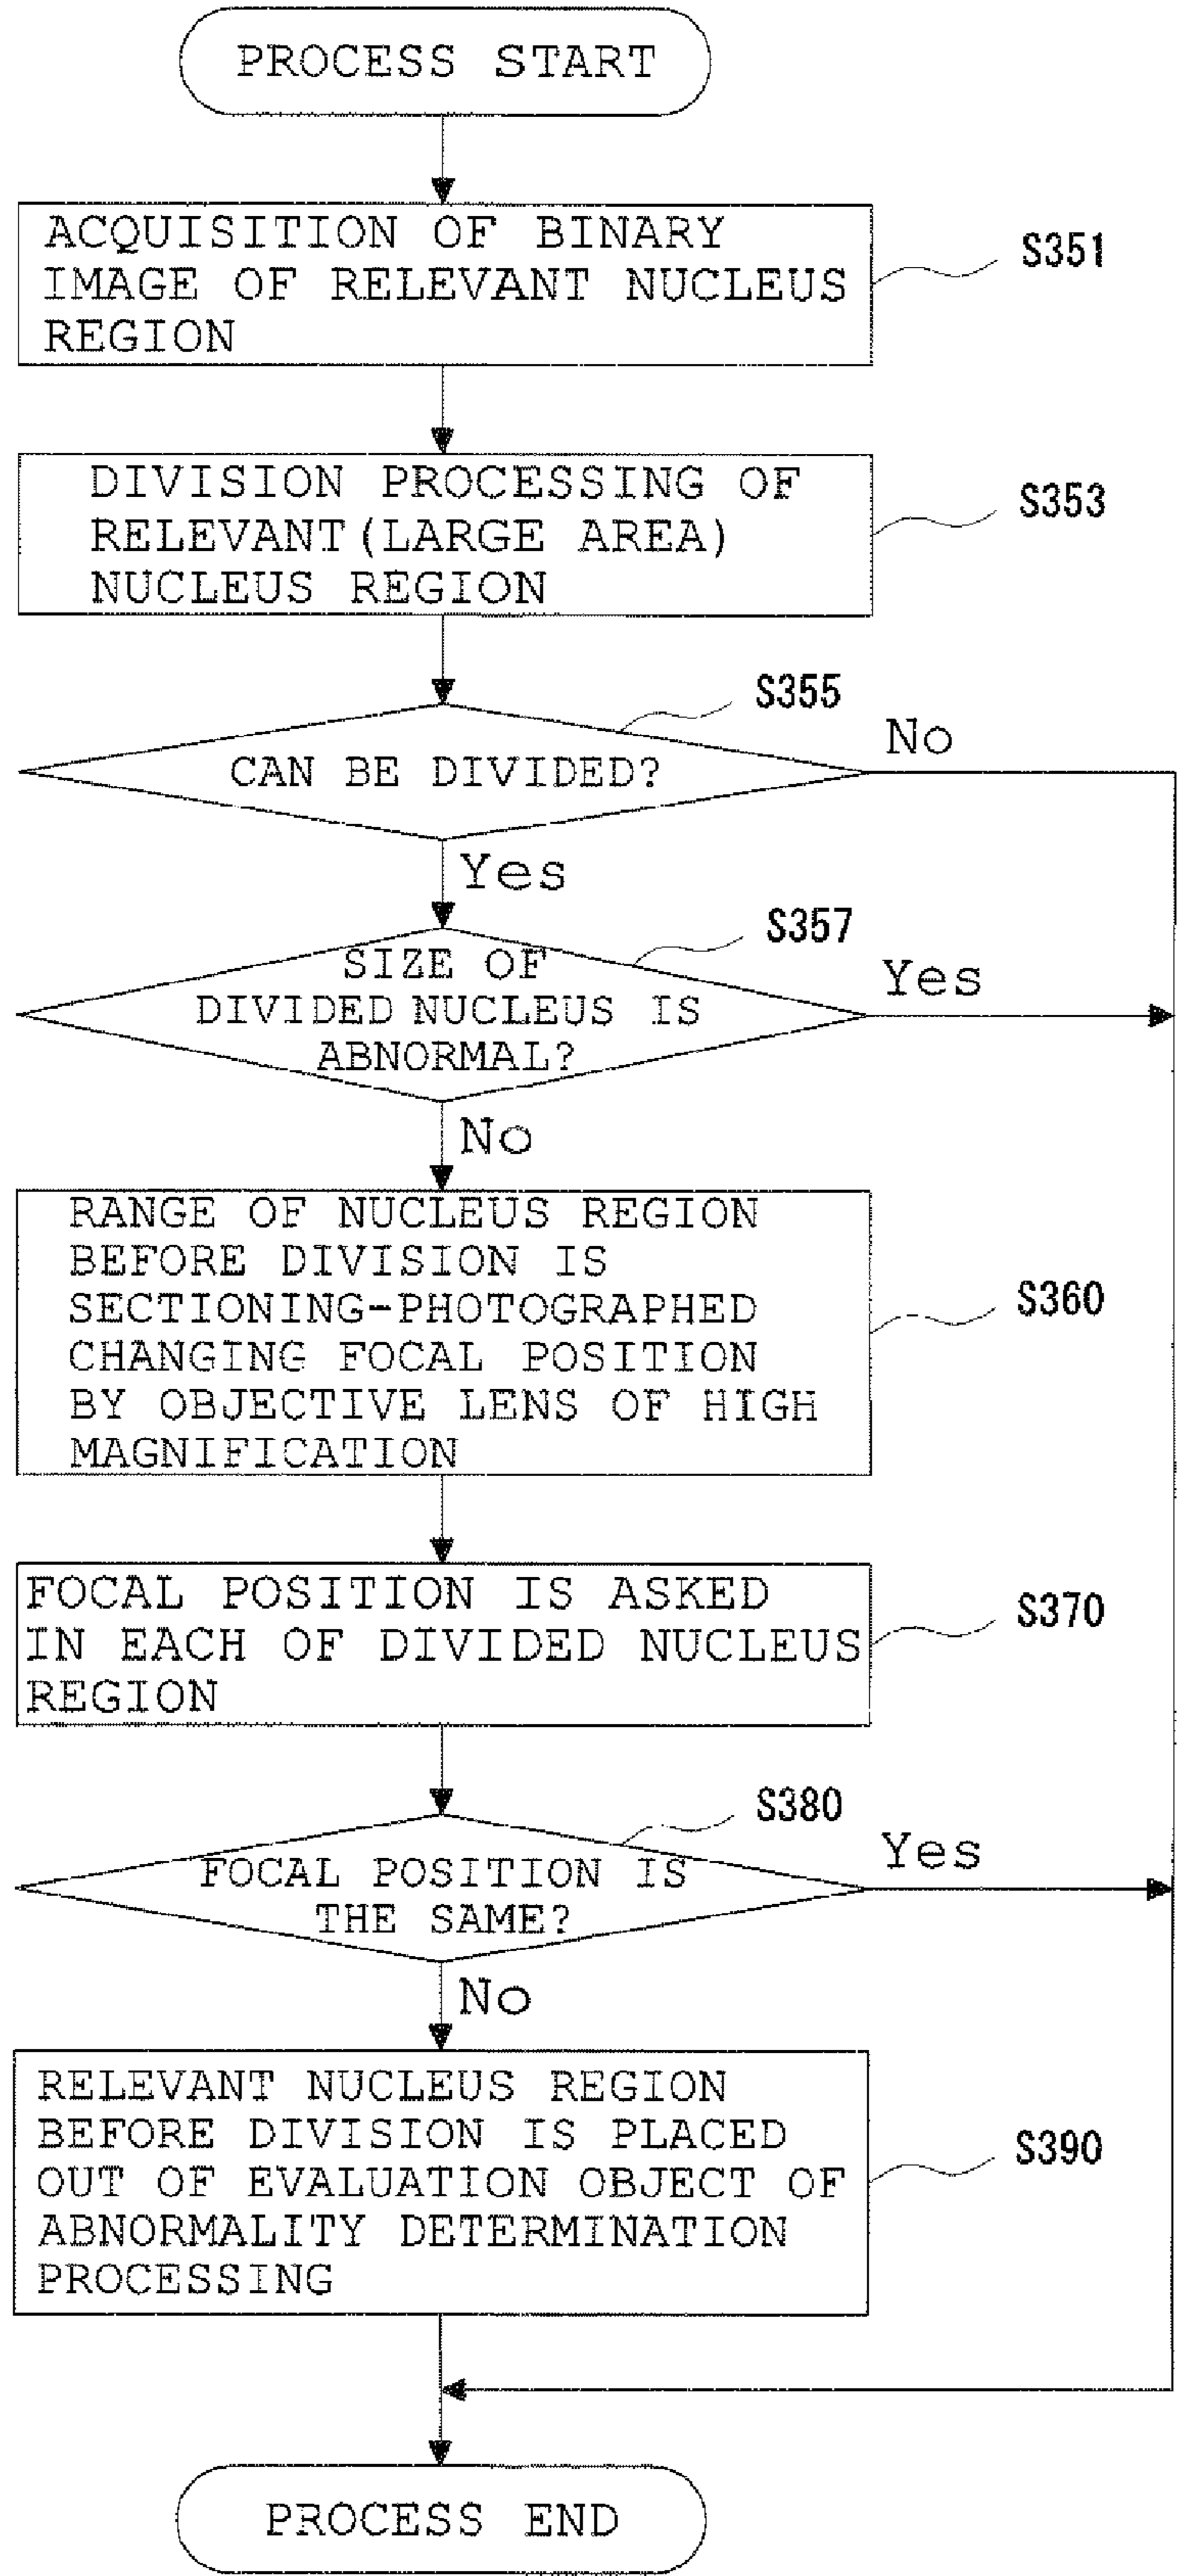 PROCESS START
ACQUISITION OF BINARY
IMAGE OF RELEVANT NUCLEUS
REGION
S351
DIVISION PROCESSING OF
RELEVANT(LARGE AREA)
NUCLEUS REGION
S353
S355
CAN BE DIVIDED?
No
Yes
S357
SIZE OF
DIVIDED NUCLEUS IS
ABNORMAL?
Yes
No
RANGE OF NUCLEUS REGION
BEFORE DIVISION IS
SECTIONING-PHOTOGRAPHED
CHANGING FOCAL POSITION
BY OBJECTIVE LENS OF HIGH
MAGNIFICATION
S360
FOCAL POSITION IS ASKED
IN EACH OF DIVIDED NUCLEUS
REGION
S370
S380
FOCAL POSITION IS
THE SAME?
Yes
No
RELEVANT NUCLEUS REGION
BEFORE DIVISION IS PLACED
OUT OF EVALUATION OBJECT OF
ABNORMALITY DETERMINATION
PROCESSING
S390
PROCESS END